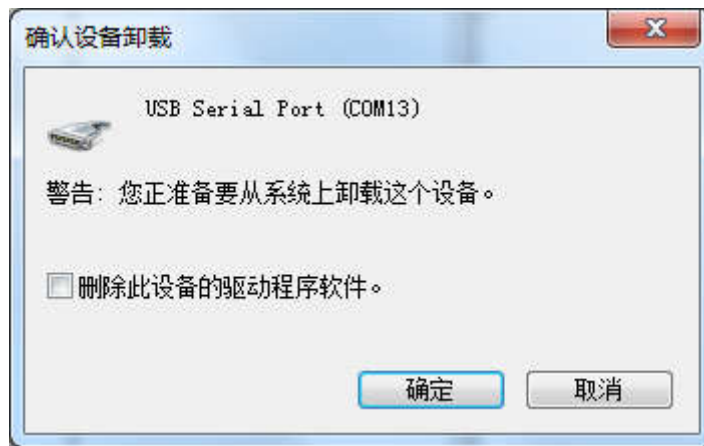 确认设备卸载
USB Serial Port (COM13)
警告: 您正准备要从系统上卸载这个设备。
删除此设备的驱动程序软件。
确定
取消